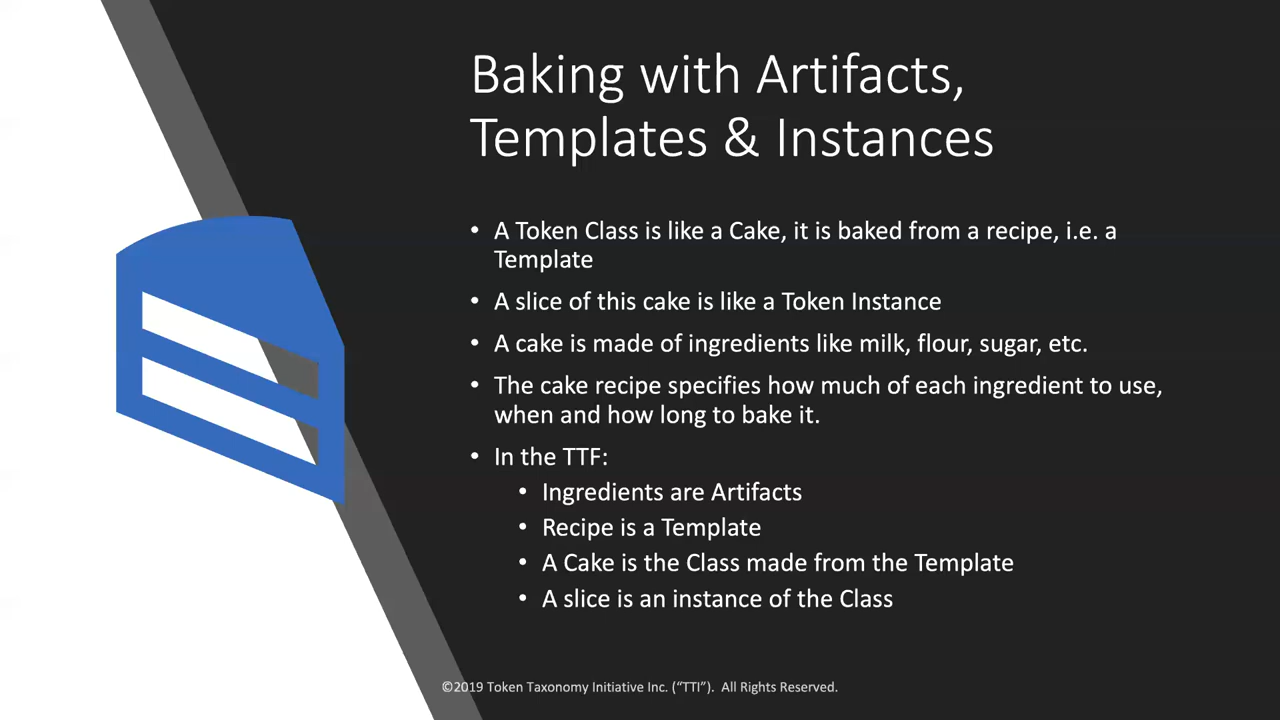 Baking with Artifacts,
Templates & Instances
• A Token Class is like a Cake, it is baked from a recipe, i.e. a
Template
• A slice of this cake is like a Token Instance
• A cake is made of ingredients like milk, flour, sugar, etc.
• The cake recipe specifies how much of each ingredient to use,
when and how long to bake it.
• In the TTF:
• Ingredients are Artifacts
• Recipe is a Template
• A Cake is the Class made from the Template
• A slice is an instance of the Class
©2019 Token Taxonomy Initiative Inc. (“TTI”).  All Rights Reserved.